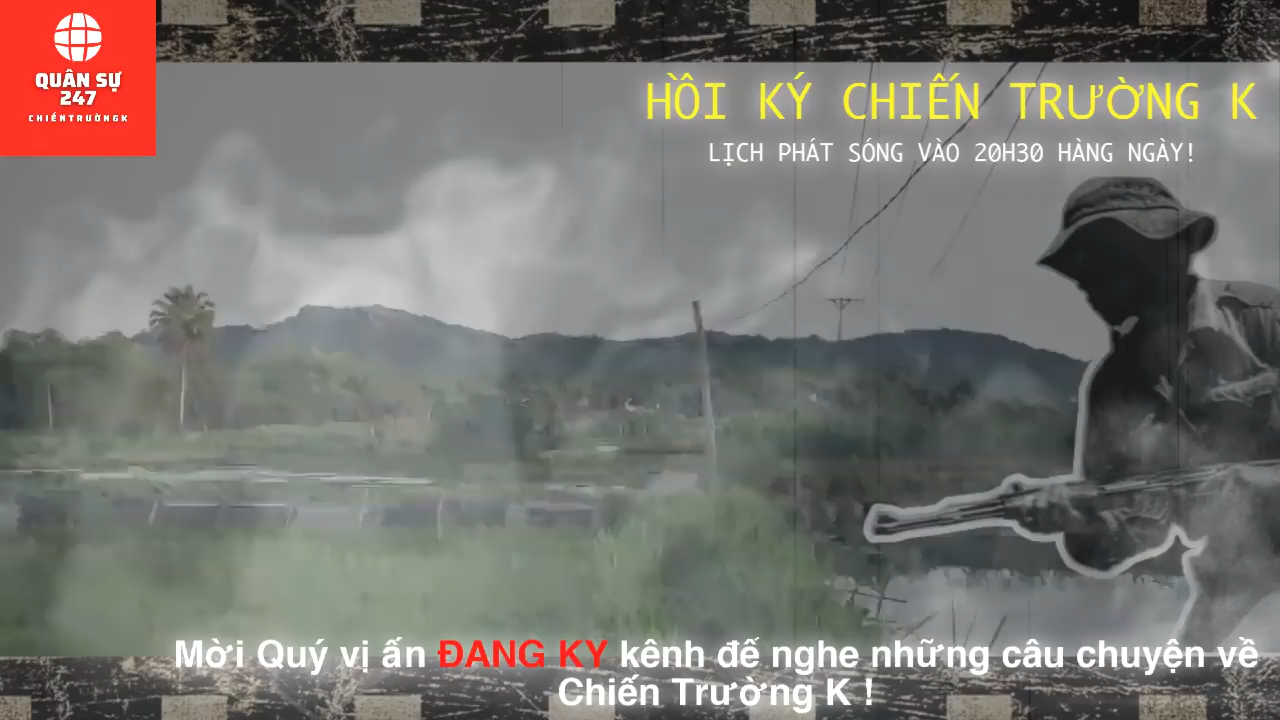 QUÂN SỰ
247
CHIẾNTRƯỜNGK
HỒI KÝ CHIẾN TRƯỜNG K
LỊCH PHÁT SÓNG VÀO 20H30 HÀNG NGÀY!
Mời Quý vị ấn ĐANG KY kênh để nghe những câu chuyện về
Chiến Trường K !